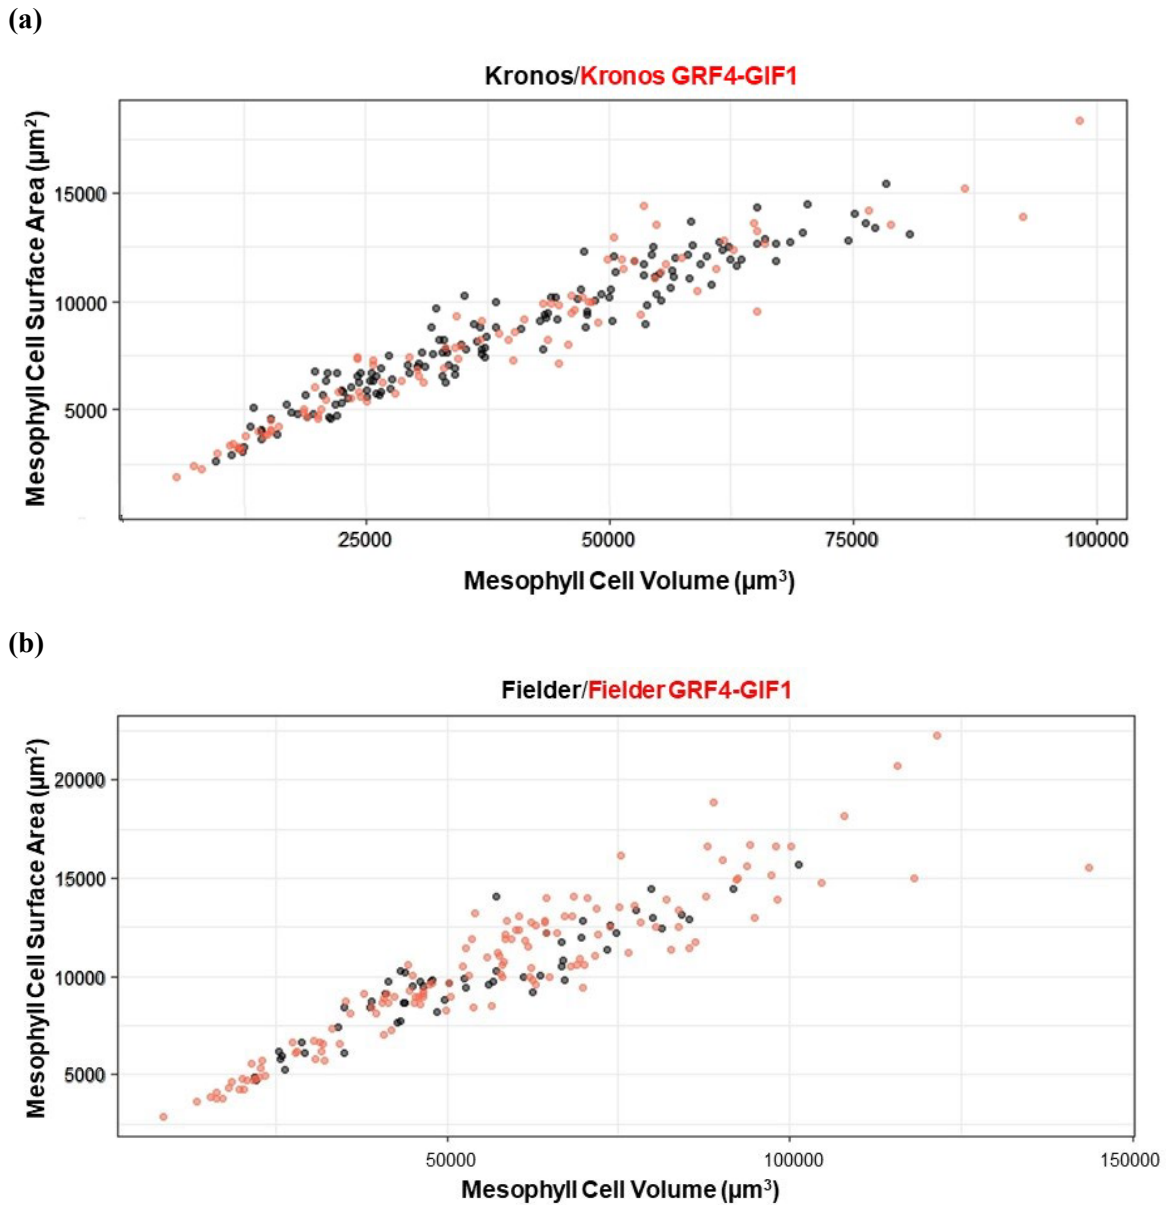 (a)
Kronos/Kronos GRF4-GIF1
Mesophyll Cell Surface Area (µm²)
15000
10000
5000
25000
50000
75000
100000
Mesophyll Cell Volume (µm³)
(b)
Fielder/Fielder GRF4-GIF1
Mesophyll Cell Surface Area (µm²)
20000
15000
10000
5000
50000
100000
150000
Mesophyll Cell Volume (µm³)